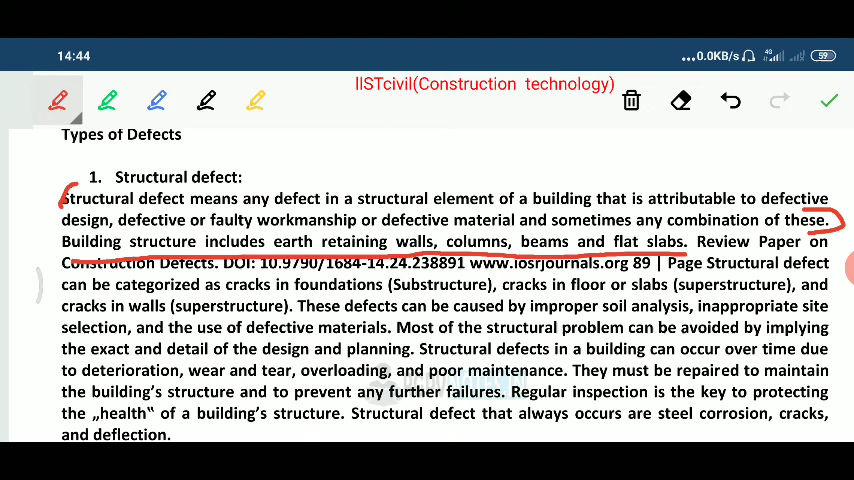 14:44
...0.0KB/s 4G 59
IISTcivil(Construction technology)
Types of Defects
1. Structural defect:
Structural defect means any defect in a structural element of a building that is attributable to defective
design, defective or faulty workmanship or defective material and sometimes any combination of these.
Building structure includes earth retaining walls, columns, beams and flat slabs. Review Paper on
Construction Defects. DOI: 10.9790/1684-14.24.238891 www.iosrjournals.org 89 | Page Structural defect
can be categorized as cracks in foundations (Substructure), cracks in floor or slabs (superstructure), and
cracks in walls (superstructure). These defects can be caused by improper soil analysis, inappropriate site
selection, and the use of defective materials. Most of the structural problem can be avoided by implying
the exact and detail of the design and planning. Structural defects in a building can occur over time due
to deterioration, wear and tear, overloading, and poor maintenance. They must be repaired to maintain
the building's structure and to prevent any further failures. Regular inspection is the key to protecting
the „health‟ of a building's structure. Structural defect that always occurs are steel corrosion, cracks,
and deflection.